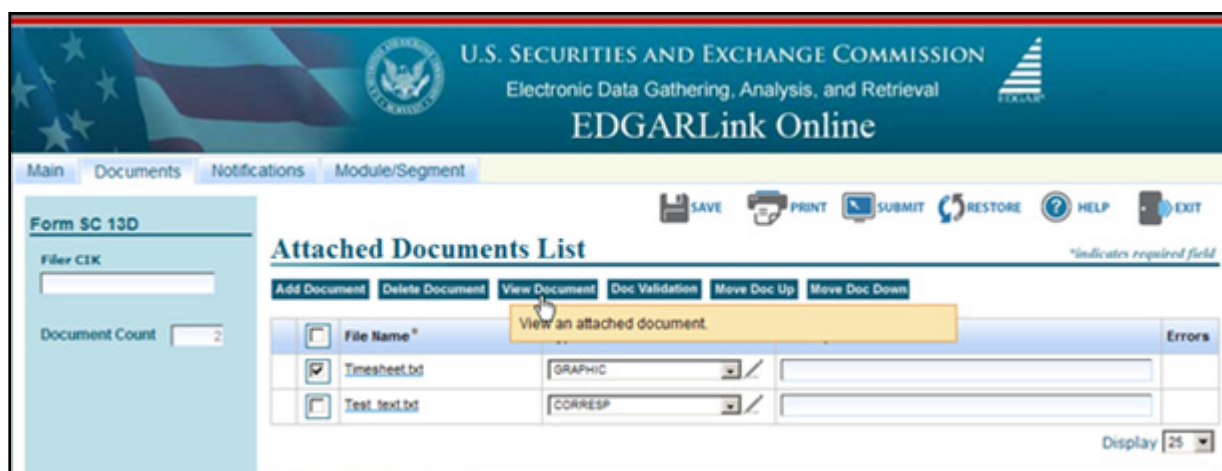 U.S. SECURITIES AND EXCHANGE COMMISSION
Electronic Data Gathering, Analysis, and Retrieval
EDGAR
EDGARLink Online
Main Documents Notifications Module/Segment
SAVE PRINT SUBMIT RESTORE HELP EXIT
Form SC 13D
Attached Documents List
*indicates required field
Filer CIK
Add Document Delete Document View Document Doc Validation Move Doc Up Move Doc Down
View an attached document.
Document Count 2
File Name* Errors
Timesheet.txt GRAPHIC
Test_text.txt CORRESP
Display 25